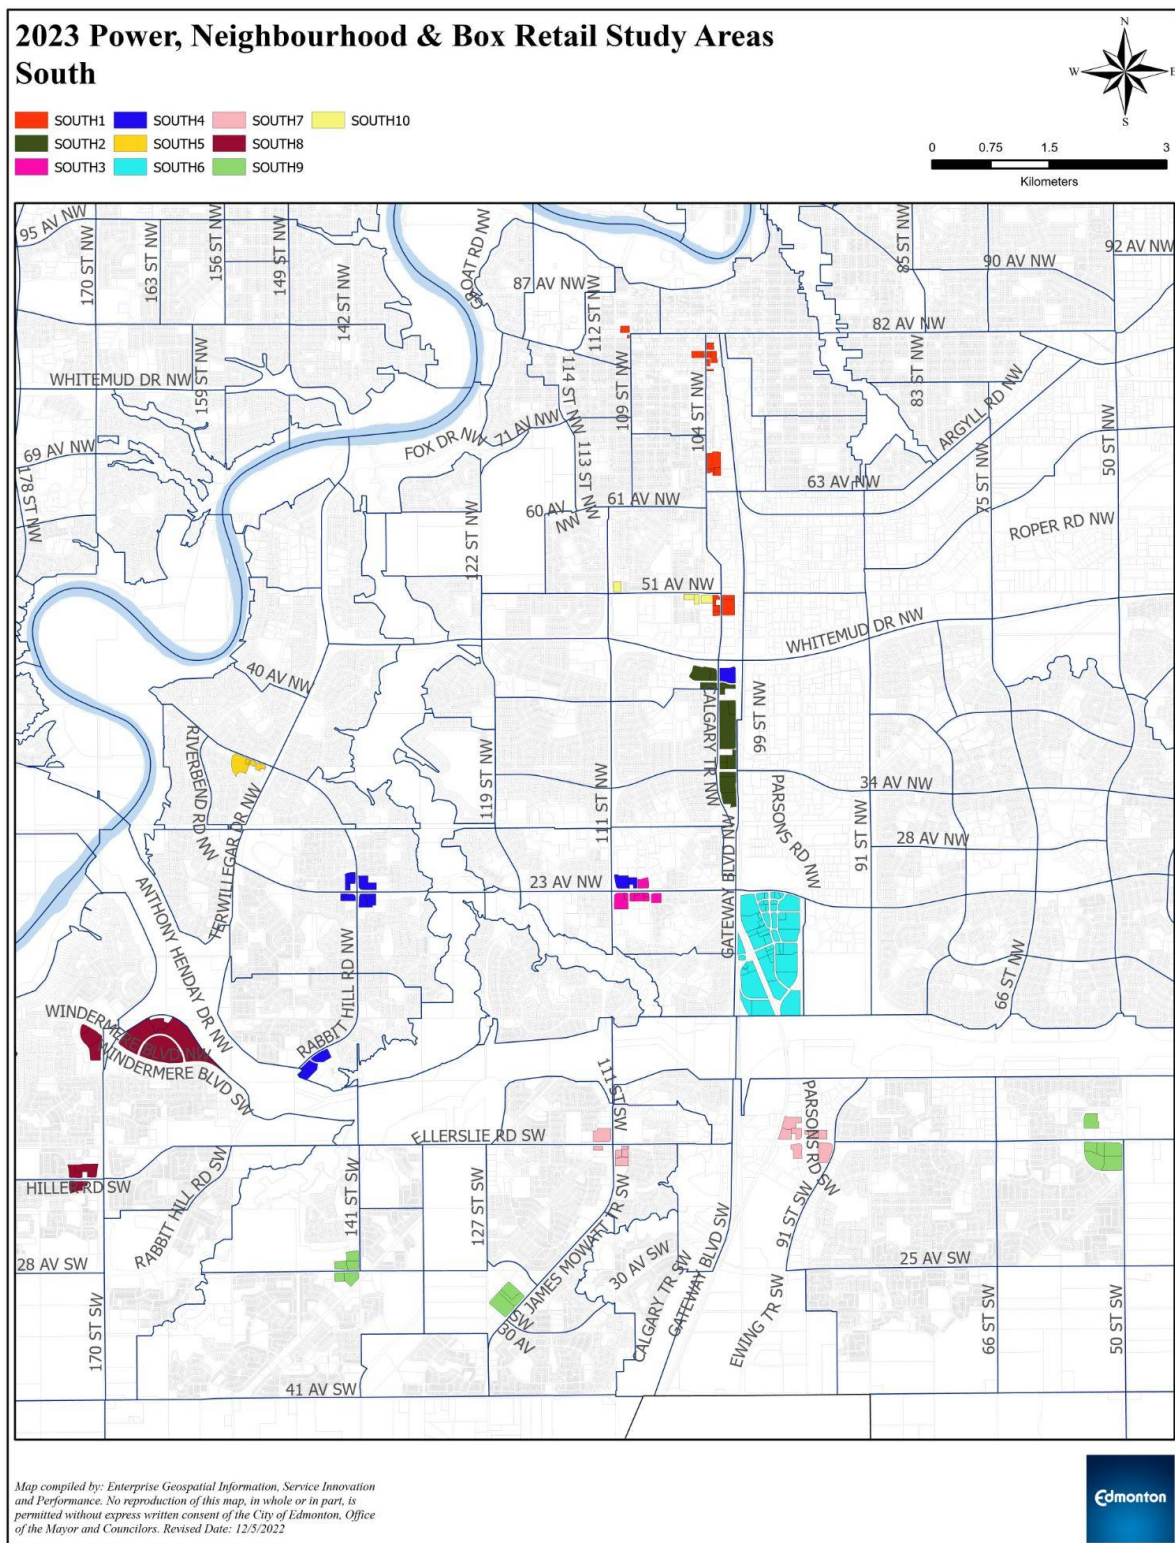 2023 Power, Neighbourhood & Box Retail Study Areas
South
N
W
E
S
SOUTH1
SOUTH4
SOUTH7
SOUTH10
SOUTH2
SOUTH5
SOUTH8
SOUTH3
SOUTH6
SOUTH9
0 0.75 1.5 3
Kilometers
95 AV NW
170 ST NW
163 ST NW
156 ST NW
149 ST NW
142 ST NW
GROAT RD NW
87 AV NW
112 ST NW
85 ST NW
90 AV NW
92 AV NW
82 AV NW
WHITEMUD DR NW
159 ST NW
114 ST NW
109 ST NW
104 ST NW
83 ST NW
ARGYLL RD NW
50 ST NW
69 AV NW
178 ST NW
FOX DR NW
71 AV NW
113 ST NW
63 AV NW
75 ST NW
61 AV NW
60 AV
NW
122 ST NW
ROPER RD NW
51 AV NW
WHITEMUD DR NW
40 AV NW
RIVERBEND RD NW
TERWILLEGAR DR NW
119 ST NW
111 ST NW
CALGARY TR NW
99 ST NW
PARSONS RD NW
34 AV NW
91 ST NW
28 AV NW
GATEWAY BLVD NW
23 AV NW
ANTHONY HENDAY DR NW
RABBIT HILL RD NW
66 ST NW
WINDERMERE BLVD NW
WINDERMERE BLVD SW
111 ST SW
PARSONS RD SW
ELLERSLIE RD SW
HILLER RD SW
RABBIT HILL RD SW
141 ST SW
127 ST SW
JAMES MOWATT TR SW
91 ST SW
28 AV SW
30 AV SW
25 AV SW
CALGARY TR SW
GATEWAY BLVD SW
EWING TR SW
170 ST SW
30 AV
SW
66 ST SW
50 ST SW
41 AV SW
Map compiled by: Enterprise Geospatial Information, Service Innovation
and Performance. No reproduction of this map, in whole or in part, is
permitted without express written consent of the City of Edmonton, Office
of the Mayor and Councilors. Revised Date: 12/5/2022
Edmonton